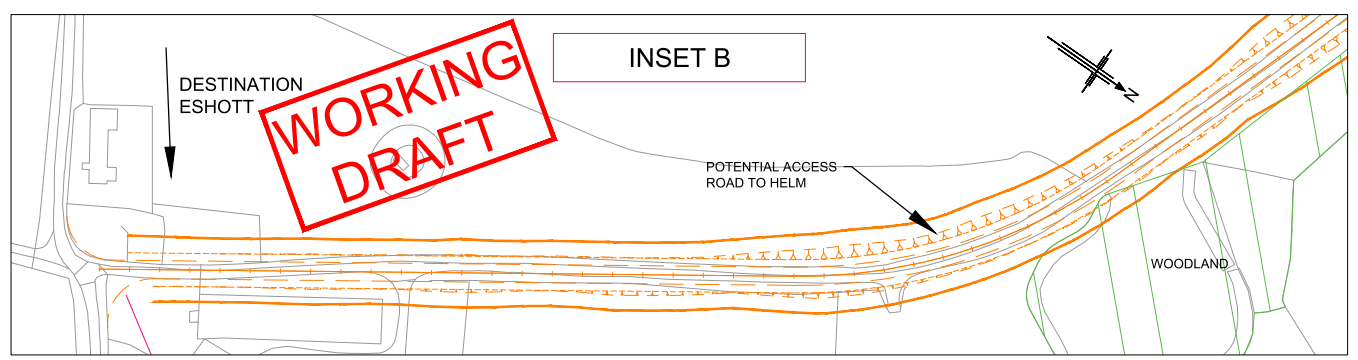 INSET B
DESTINATION
ESHOTT
WORKING
DRAFT
N
POTENTIAL ACCESS
ROAD TO HELM
WOODLAND